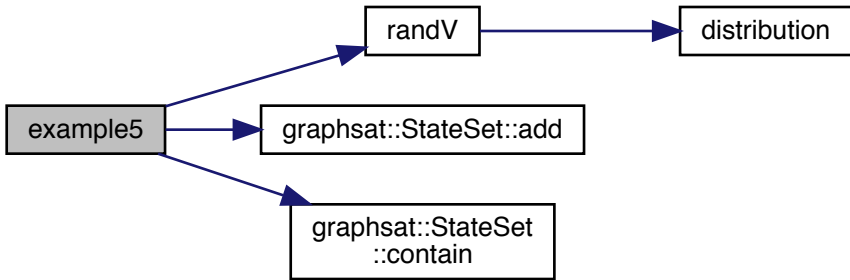 randV
distribution
example5
graphsat::StateSet::add
graphsat::StateSet
::contain